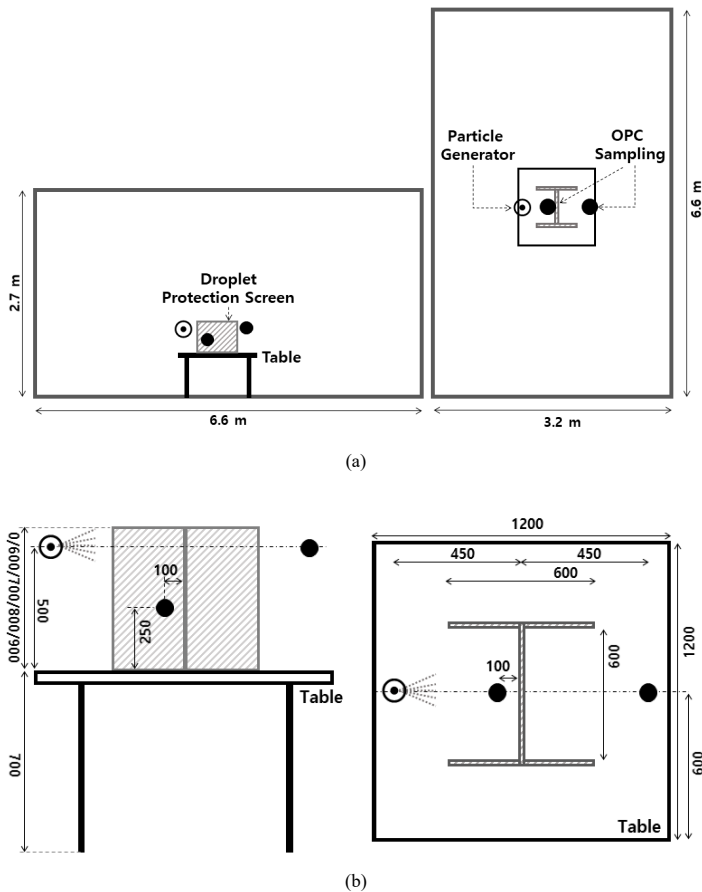 Particle
Generator
OPC
Sampling
2.7 m
Droplet
Protection Screen
Table
6.6 m
6.6 m
3.2 m
(a)
0/600/700/800/900
500
100
250
700
Table
1200
450
450
600
100
600
1200
600
Table
(b)